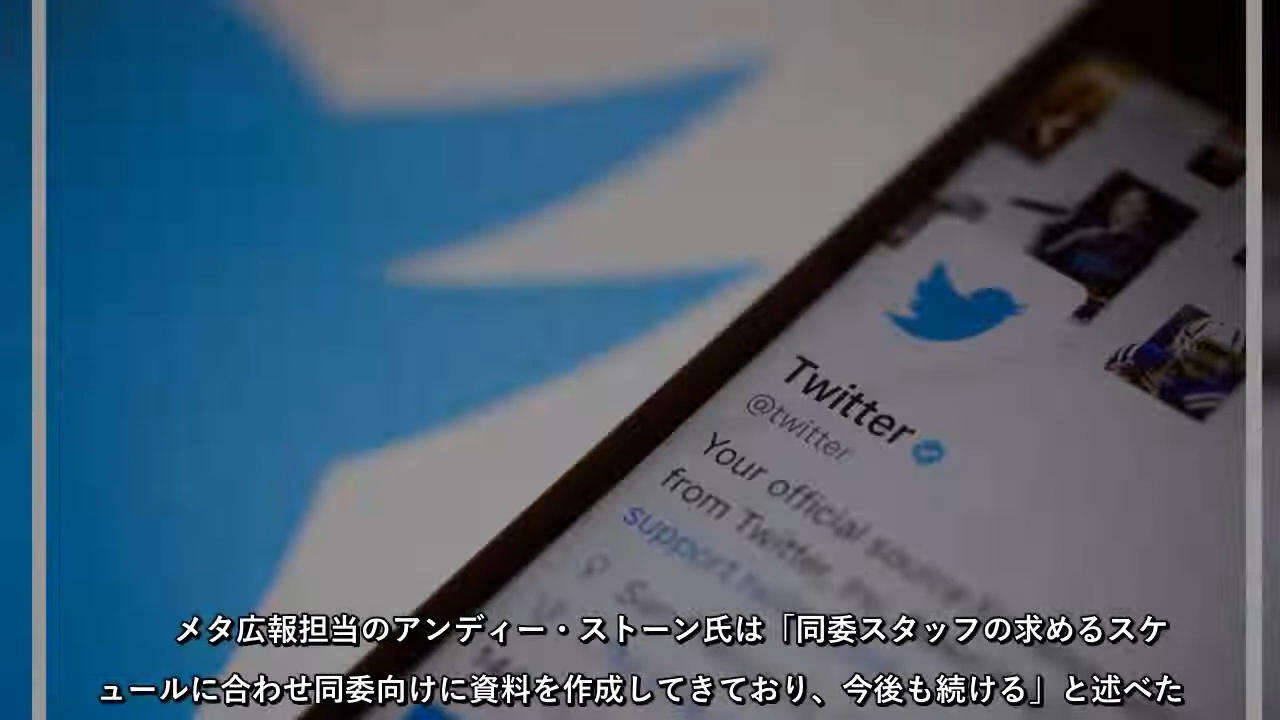 Twitter
@twitter
Your official source
from Twitter,
support
メタ広報担当のアンディー・ストーン氏は「同委スタッフの求めるスケ
ュールに合わせ同委向けに資料を作成してきており、今後も続ける」と述べた